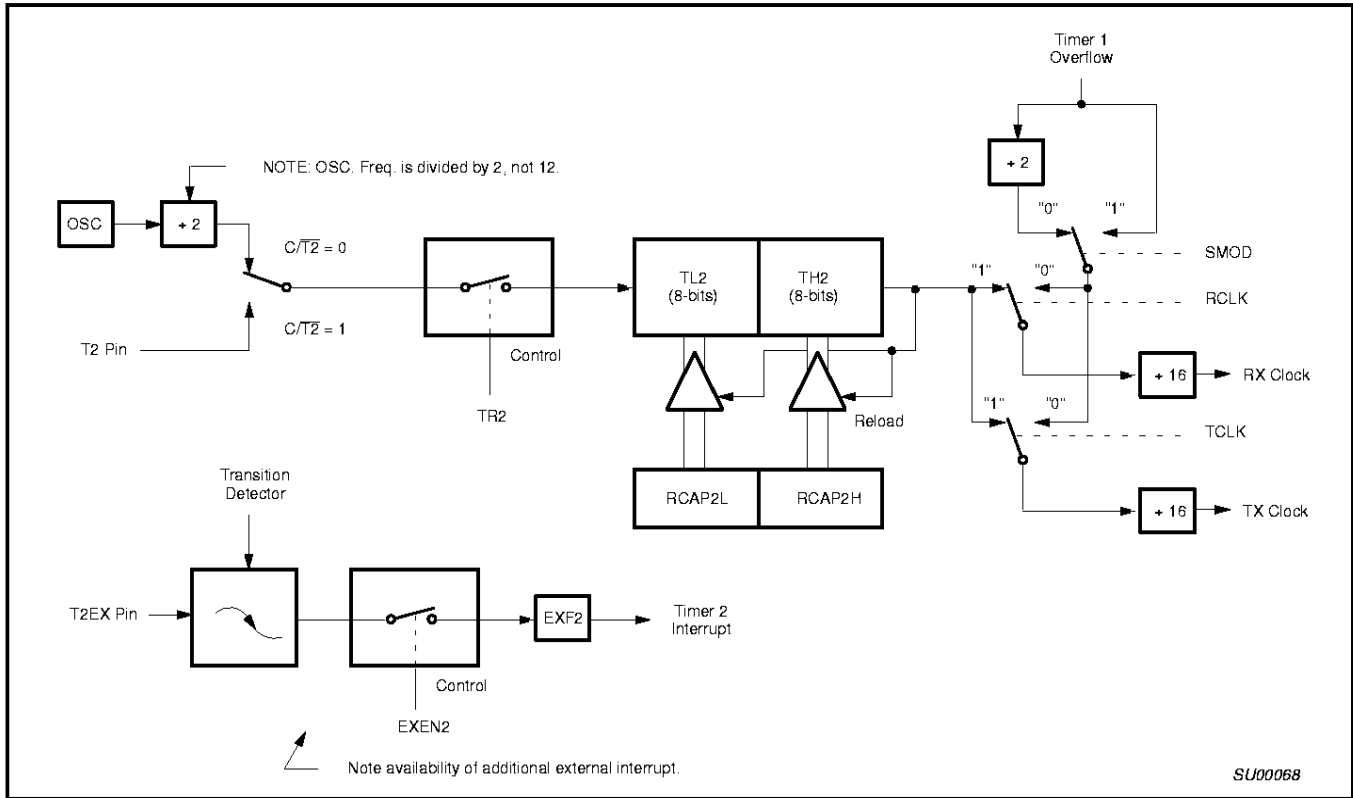 Timer 1
Overflow
÷ 2
NOTE: OSC. Freq. is divided by 2, not 12.
"0"
"1"
OSC
÷ 2
C/T2 = 0
SMOD
TL2
(8-bits)
TH2
(8-bits)
"1"
"0"
RCLK
C/T2 = 1
T2 Pin
Control
÷ 16
RX Clock
TR2
"1"
"0"
Reload
TCLK
Transition
Detector
RCAP2L
RCAP2H
÷ 16
TX Clock
T2EX Pin
EXF2
Timer 2
Interrupt
Control
EXEN2
Note availability of additional external interrupt.
SU00068